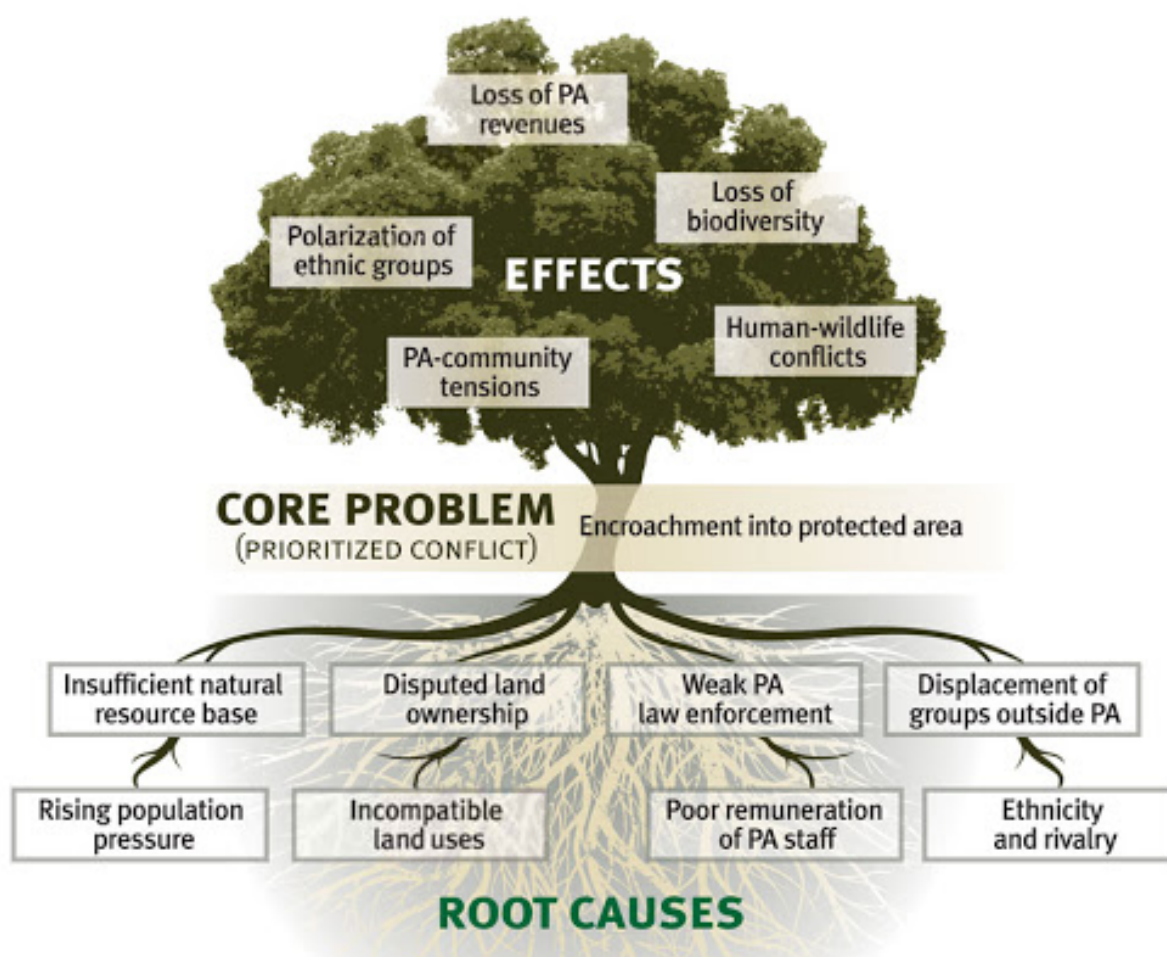 Loss of PA
revenues
Loss of
biodiversity
Polarization of
ethnic groups
EFFECTS
Human-wildlife
conflicts
PA-community
tensions
CORE PROBLEM
(PRIORITIZED CONFLICT)
Encroachment into protected area
Insufficient natural
resource base
Disputed land
ownership
Weak PA
law enforcement
Displacement of
groups outside PA
Rising population
pressure
Incompatible
land uses
Poor remuneration
of PA staff
Ethnicity
and rivalry
ROOT CAUSES